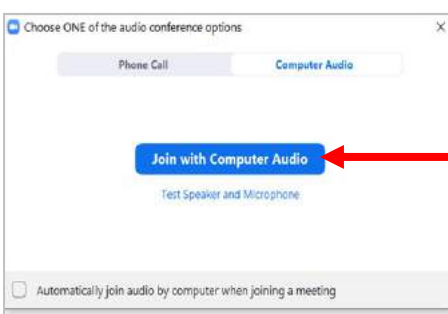 Choose ONE of the audio conference options
Phone Call
Computer Audio
Join with Computer Audio
Test Speaker and Microphone
Automatically join audio by computer when joining a meeting